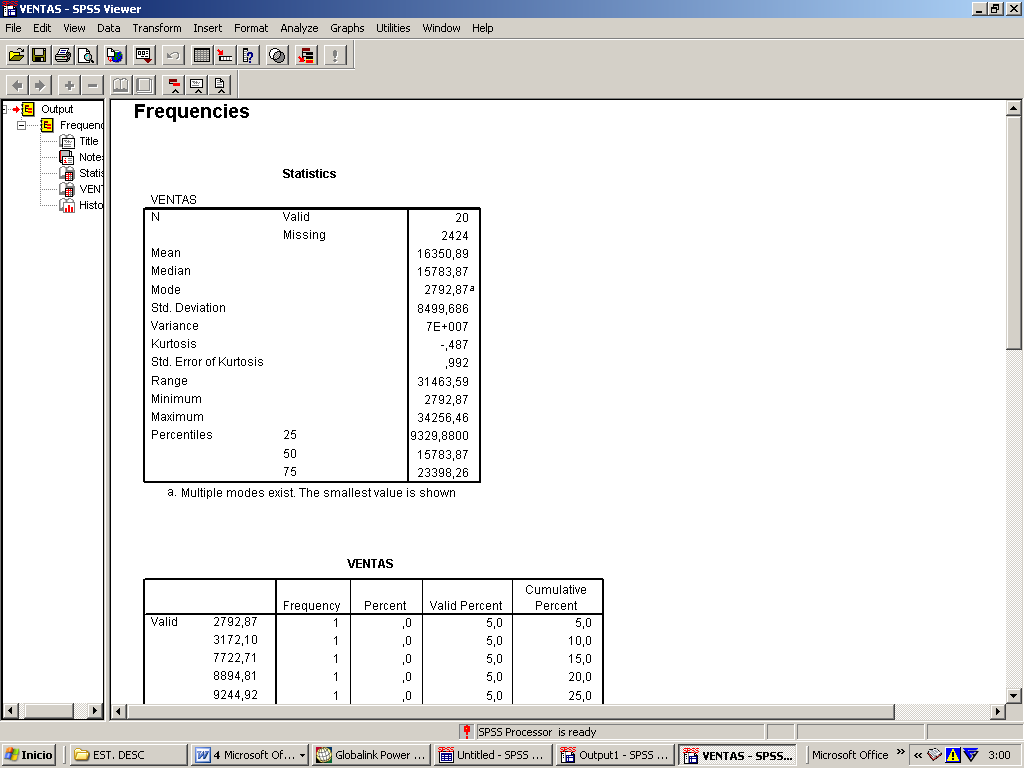 VENTAS - SPSS Viewer
File Edit View Data Transform Insert Format Analyze Graphs Utilities Window Help
Output
Frequenc
Title
Note
Statis
VENT
Histo
Frequencies
Statistics
VENTAS
N Valid 20
Missing 2424
Mean 16350,89
Median 15783,87
Mode 2792,87a
Std. Deviation 8499,686
Variance 7E+007
Kurtosis -,487
Std. Error of Kurtosis ,992
Range 31463,59
Minimum 2792,87
Maximum 34256,46
Percentiles 25 9329,8800
50 15783,87
75 23398,26
a. Multiple modes exist. The smallest value is shown
VENTAS
Frequency Percent Valid Percent Cumulative Percent
Valid 2792,87 1 ,0 5,0 5,0
3172,10 1 ,0 5,0 10,0
7722,71 1 ,0 5,0 15,0
8894,81 1 ,0 5,0 20,0
9244,92 1 ,0 5,0 25,0
SPSS Processor is ready
Inicio EST. DESC 4 Microsoft Of... Globalink Power ... Untitled - SPSS ... Output1 - SPSS ... VENTAS - SPSS... Microsoft Office » « 3:00